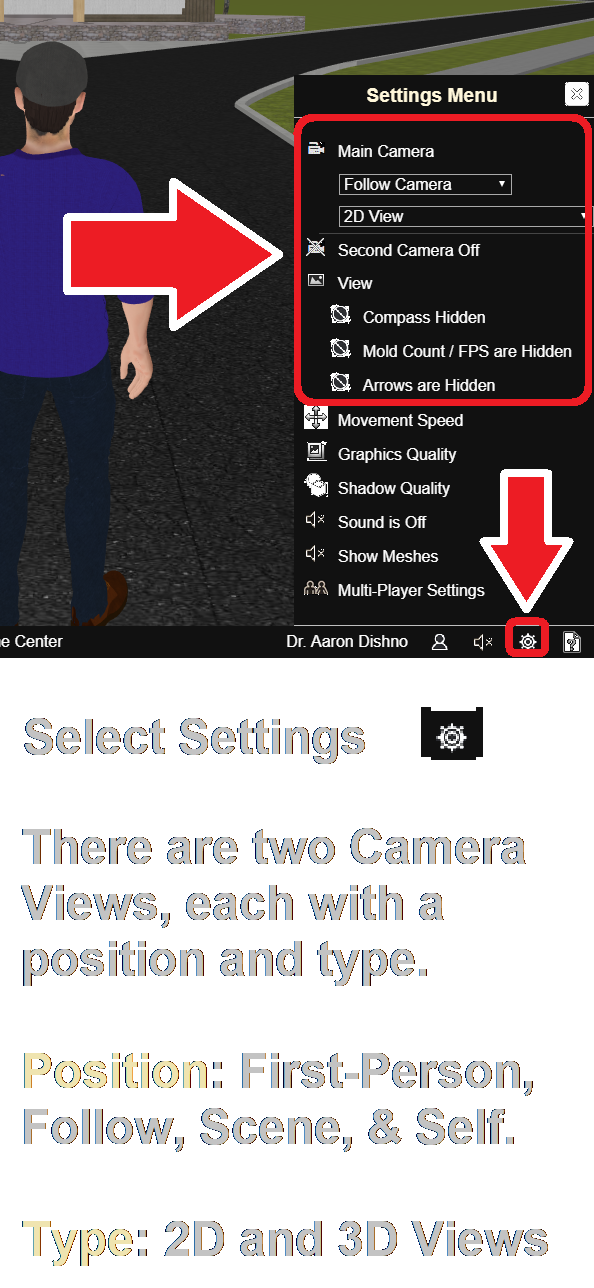 Settings Menu
Main Camera
Follow Camera
2D View
Second Camera Off
View
Compass Hidden
Mold Count / FPS are Hidden
Arrows are Hidden
Movement Speed
Graphics Quality
Shadow Quality
Sound is Off
Show Meshes
Multi-Player Settings
e Center Dr. Aaron Dishno
Select Settings
There are two Camera
Views, each with a
position and type.
Position: First-Person,
Follow, Scene, & Self.
Type: 2D and 3D Views